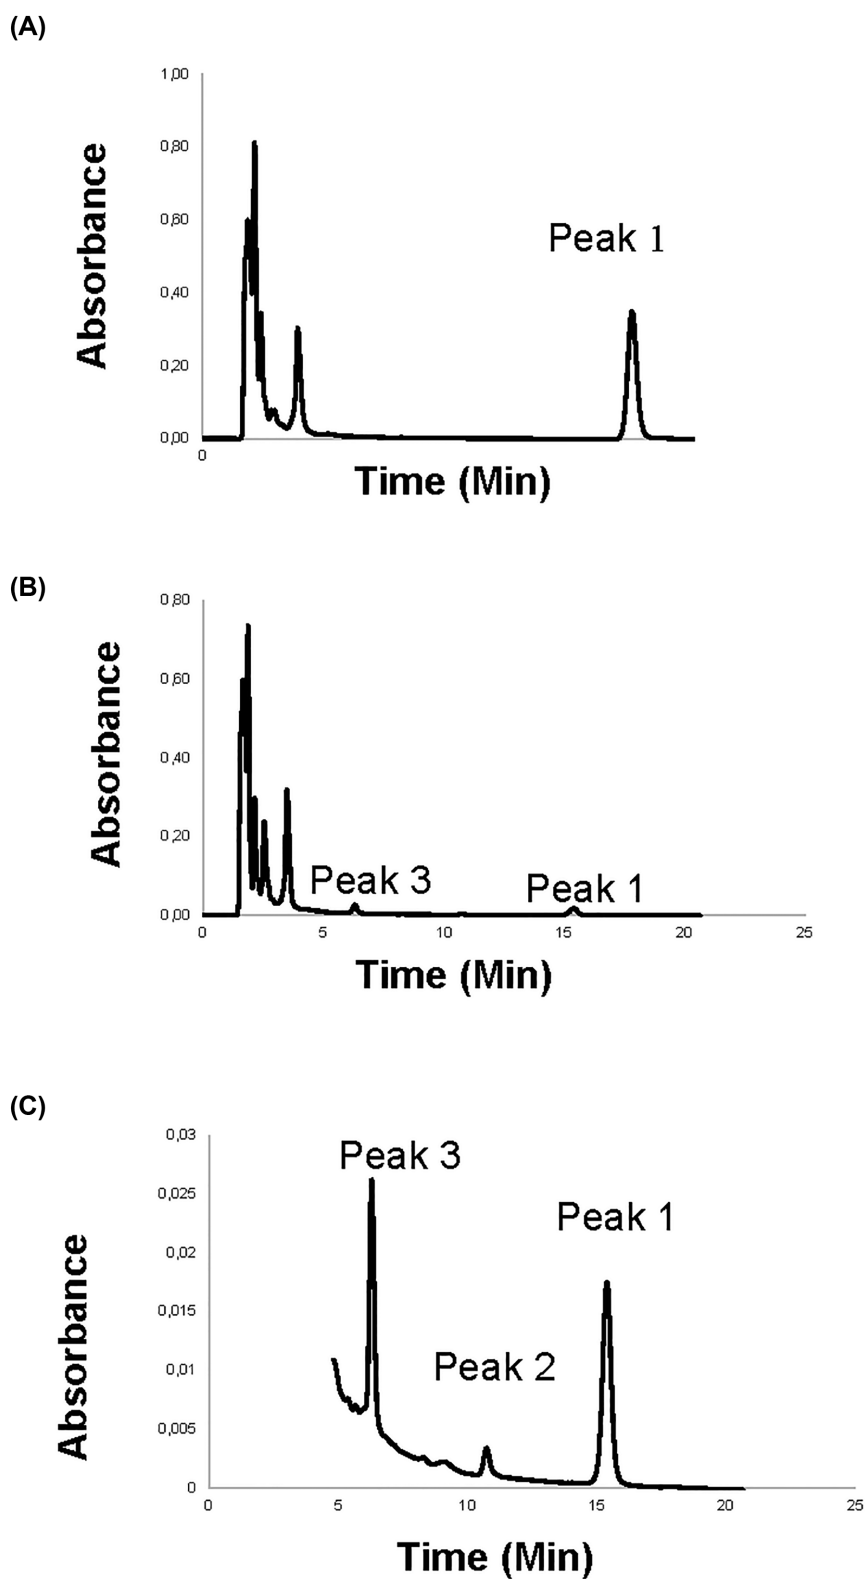 (A)
1,00
0,80
0,60
0,40
0,20
0,00
Absorbance
Peak 1
0
Time (Min)
(B)
0,80
0,60
0,40
0,20
0,00
Absorbance
Peak 3
Peak 1
0 5 10 15 20 25
Time (Min)
(C)
0,03
0,025
0,02
0,015
0,01
0,005
0
Absorbance
Peak 3
Peak 1
Peak 2
0 5 10 15 20 25
Time (Min)